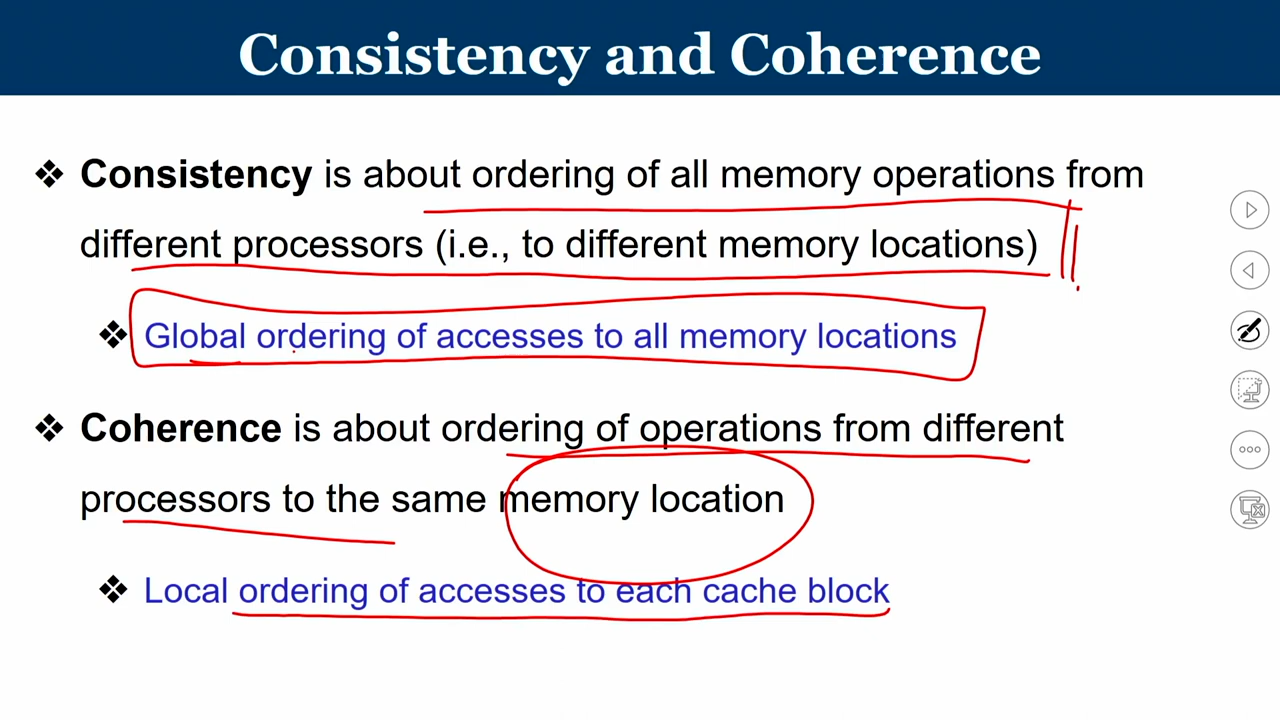 Consistency and Coherence
❖ Consistency is about ordering of all memory operations from
different processors (i.e., to different memory locations)
❖ Global ordering of accesses to all memory locations
❖ Coherence is about ordering of operations from different
processors to the same memory location
❖ Local ordering of accesses to each cache block